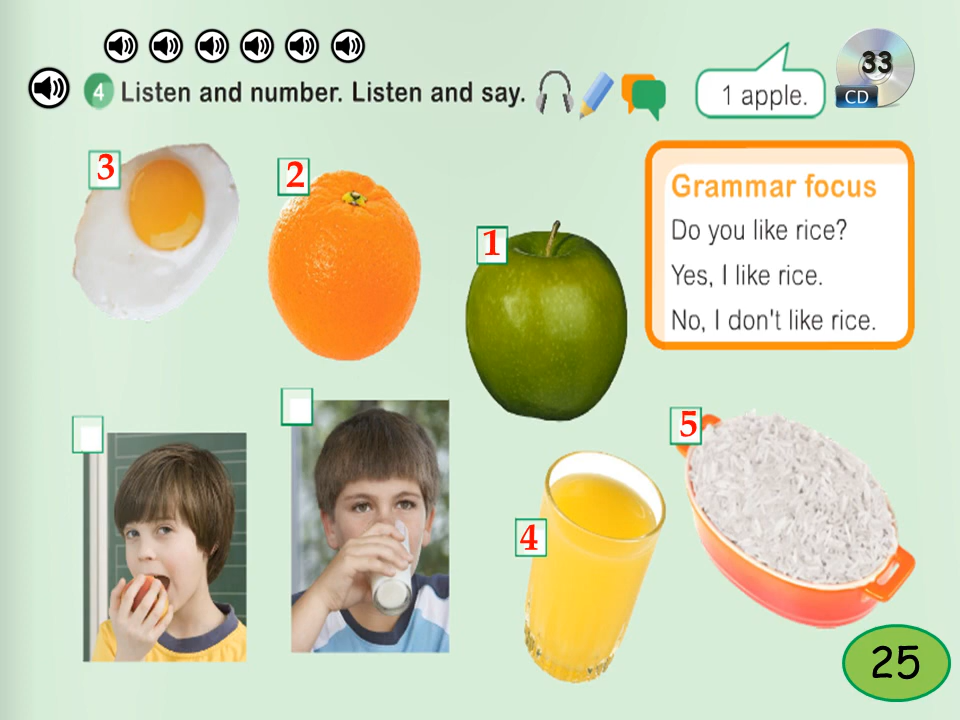 33
CD
4 Listen and number. Listen and say.
1 apple.
3
2
1
Grammar focus
Do you like rice?
Yes, I like rice.
No, I don't like rice.
5
4
25